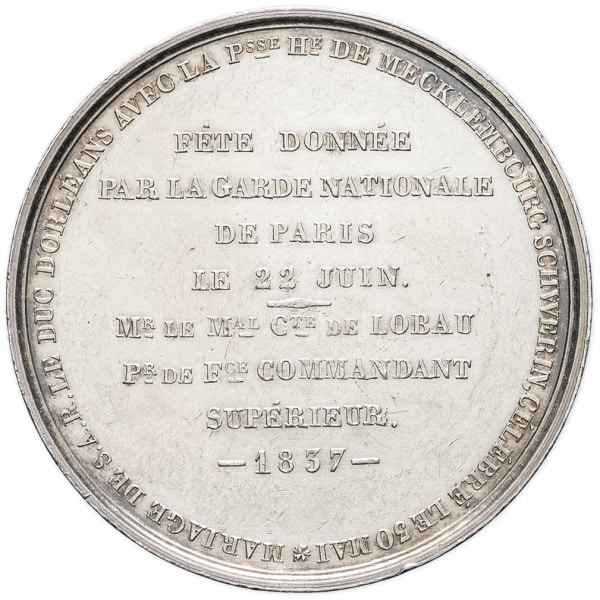 MARIAGE DE S. A. R. LE DUC D'ORLEANS AVEC LA PSSE HE DE MECKLEMBOURG SCHWERIN, CÉLÉBRÉ LE 30 MAI
FÊTE DONNÉE
PAR LA GARDE NATIONALE
DE PARIS
LE 22 JUIN.
MR LE MAL CTE DE LOBAU
PR DE FCE COMMANDANT
SUPÉRIEUR.
— 1837 —